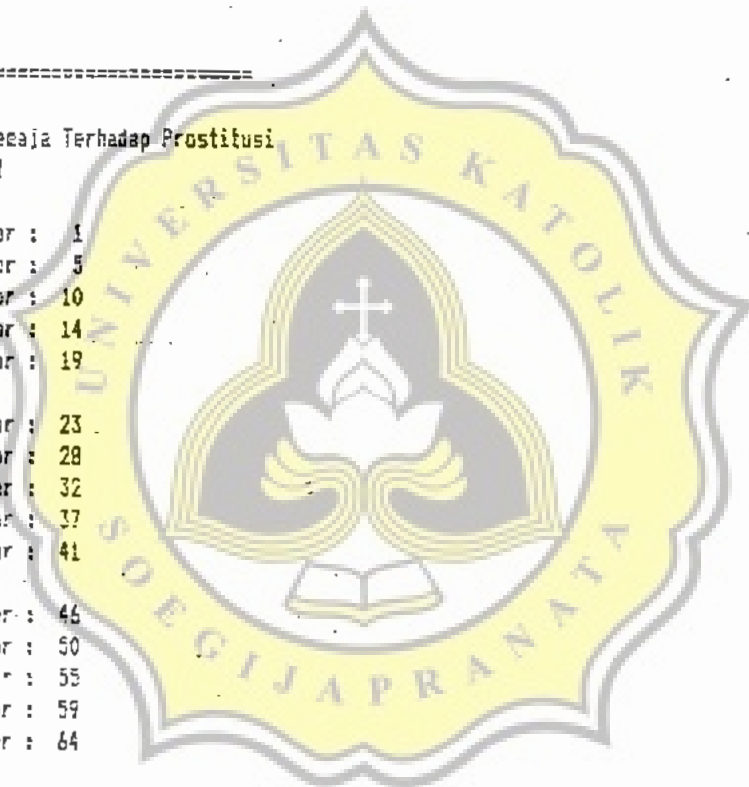 ==========================
Terhadap Prostitusi
r : 1
r : 5
r : 10
r : 14
r : 19
r : 23
r : 28
r : 32
r : 37
r : 41
r : 46
r : 50
r : 55
r : 59
r : 64
UNIVERSITAS KATOLIK
SOEGIJAPRANATA